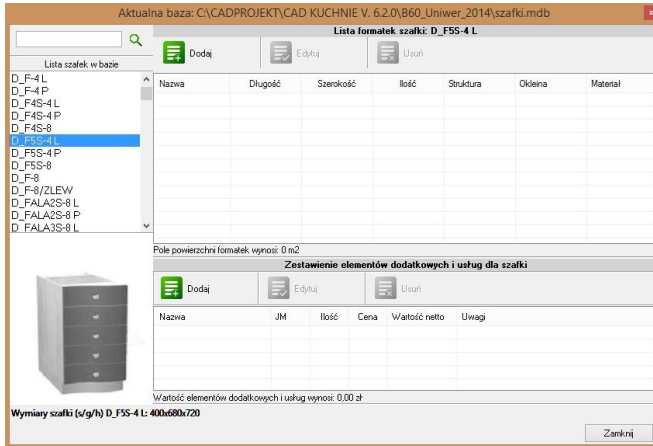 Aktualna baza: C:\CADPROJEKT\CAD KUCHNIE V. 6.2.0\B60_Uniwer_2014\szafki.mdb
x
Lista formatek szafki: D_F5S-4 L
Dodaj
Edytuj
Usuń
Lista szafek w bazie
D_F-4 L
D_F-4 P
D_F4S-4 L
D_F4S-4 P
D_F4S-8
D_F5S-4 L
D_F5S-4 P
D_F5S-8
D_F-8
D_F-8/ZLEW
D_FALA2S-8 L
D_FALA2S-8 P
D_FALA3S-8 L
Nazwa Długość Szerokość Ilość Struktura Okleina Materiał
Pole powierzchni formatek wynosi: 0 m2
Zestawienie elementów dodatkowych i usług dla szafki
Dodaj
Edytuj
Usuń
Nazwa JM Ilość Cena Wartość netto Uwagi
Wartość elementów dodatkowych i usług wynosi: 0,00 zł
Wymiary szafki (s/g/h) D_F5S-4 L: 400x680x720
Zamknij